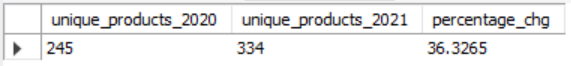 unique_products_2020 unique_products_2021 percentage_chg
245 334 36.3265